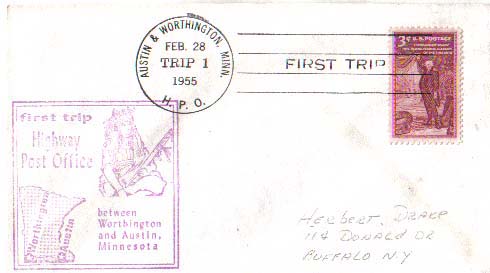 AUSTIN & WORTHINGTON, MINN.
FEB. 28
TRIP 1
1955
H. P. O.
FIRST TRIP
3¢ U.S. POSTAGE
first trip
Highway
Post Office
Worthington
Austin
between
Worthington
and Austin,
Minnesota
Herbert Drake
114 Donald Dr
Buffalo N.Y